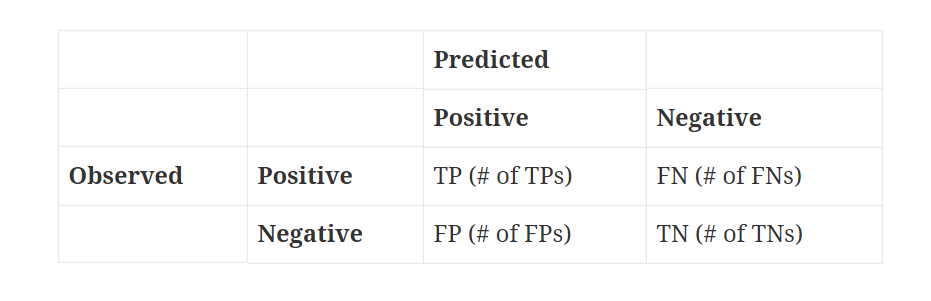 Predicted
Positive Negative
Observed Positive TP (# of TPs) FN (# of FNs)
Negative FP (# of FPs) TN (# of TNs)